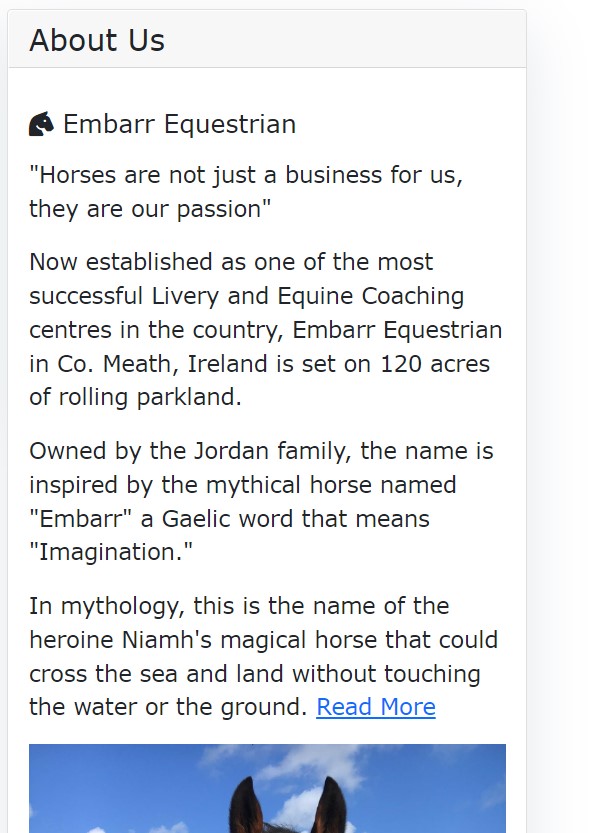 About Us
Embarr Equestrian
"Horses are not just a business for us,
they are our passion"
Now established as one of the most
successful Livery and Equine Coaching
centres in the country, Embarr Equestrian
in Co. Meath, Ireland is set on 120 acres
of rolling parkland.
Owned by the Jordan family, the name is
inspired by the mythical horse named
"Embarr" a Gaelic word that means
"Imagination."
In mythology, this is the name of the
heroine Niamh's magical horse that could
cross the sea and land without touching
the water or the ground. Read More